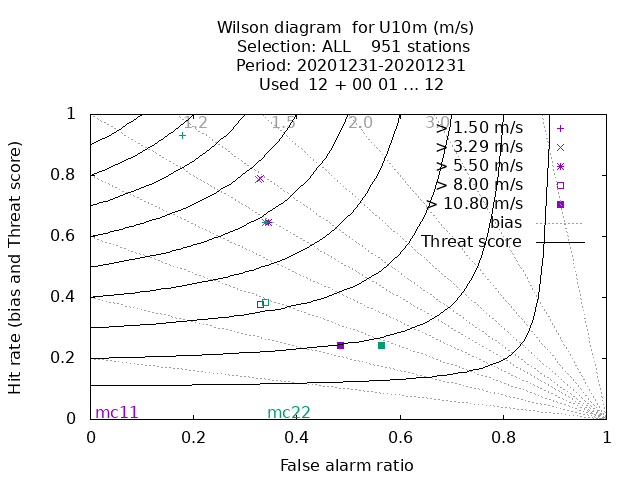 Wilson diagram  for U10m (m/s)
Selection: ALL    951 stations
Period: 20201231-20201231
Used  12 + 00 01 ... 12
Hit rate (bias and Threat score)
1
0.8
0.6
0.4
0.2
0
1.2
1.5
2.0
3.0
> 1.50 m/s
> 3.29 m/s
> 5.50 m/s
> 8.00 m/s
> 10.80 m/s
bias
Threat score
mc11 mc22
0 0.2 0.4 0.6 0.8 1
False alarm ratio